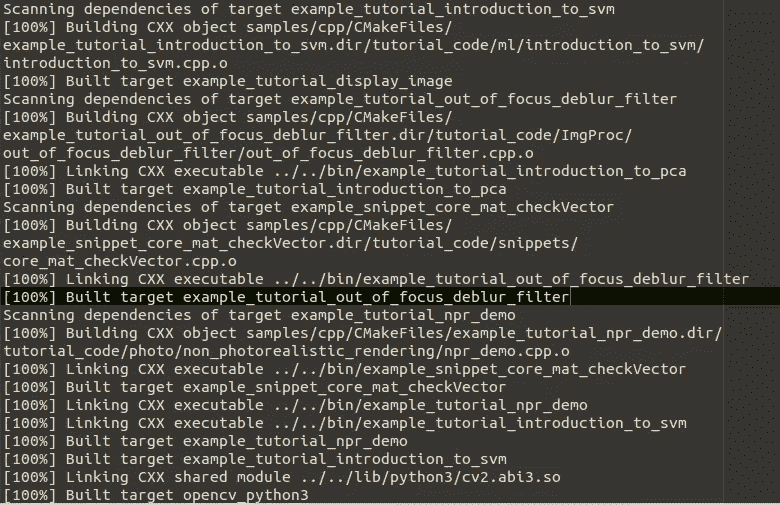 Scanning dependencies of target example_tutorial_introduction_to_svm
[100%] Building CXX object samples/cpp/CMakeFiles/
example_tutorial_introduction_to_svm.dir/tutorial_code/ml/introduction_to_svm/
introduction_to_svm.cpp.o
[100%] Built target example_tutorial_display_image
Scanning dependencies of target example_tutorial_out_of_focus_deblur_filter
[100%] Building CXX object samples/cpp/CMakeFiles/
example_tutorial_out_of_focus_deblur_filter.dir/tutorial_code/ImgProc/
out_of_focus_deblur_filter/out_of_focus_deblur_filter.cpp.o
[100%] Linking CXX executable ../../bin/example_tutorial_introduction_to_pca
[100%] Built target example_tutorial_introduction_to_pca
Scanning dependencies of target example_snippet_core_mat_checkVector
[100%] Building CXX object samples/cpp/CMakeFiles/
example_snippet_core_mat_checkVector.dir/tutorial_code/snippets/
core_mat_checkVector.cpp.o
[100%] Linking CXX executable ../../bin/example_tutorial_out_of_focus_deblur_filter
[100%] Built target example_tutorial_out_of_focus_deblur_filter
Scanning dependencies of target example_tutorial_npr_demo
[100%] Building CXX object samples/cpp/CMakeFiles/example_tutorial_npr_demo.dir/
tutorial_code/photo/non_photorealistic_rendering/npr_demo.cpp.o
[100%] Linking CXX executable ../../bin/example_snippet_core_mat_checkVector
[100%] Built target example_snippet_core_mat_checkVector
[100%] Linking CXX executable ../../bin/example_tutorial_npr_demo
[100%] Linking CXX executable ../../bin/example_tutorial_introduction_to_svm
[100%] Built target example_tutorial_npr_demo
[100%] Built target example_tutorial_introduction_to_svm
[100%] Linking CXX shared module ../../lib/python3/cv2.abi3.so
[100%] Built target opencv_python3